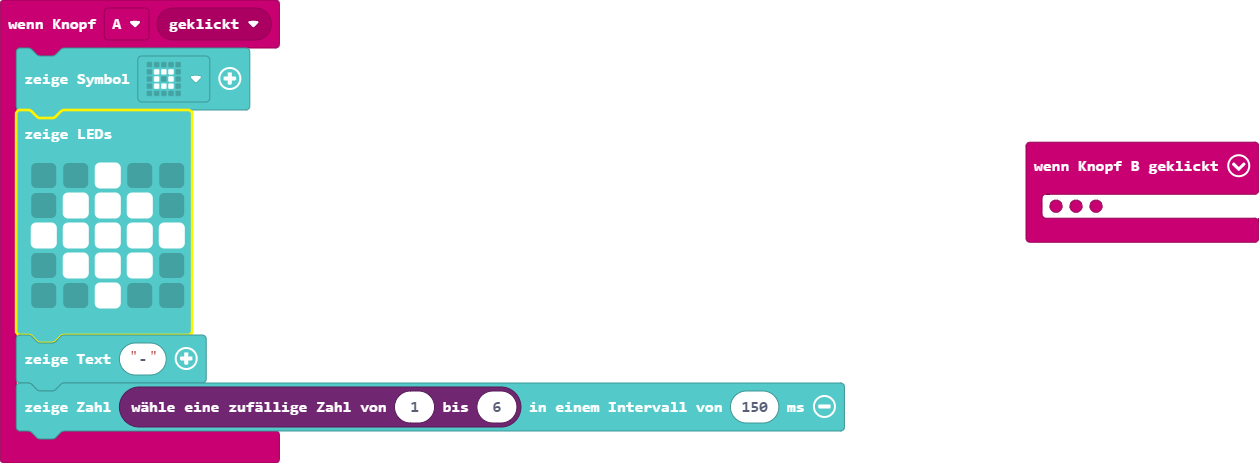 wenn Knopf A geklickt
zeige Symbol
zeige LEDs
zeige Text "-"
zeige Zahl wähle eine zufällige Zahl von 1 bis 6 in einem Intervall von 150 ms
wenn Knopf B geklickt